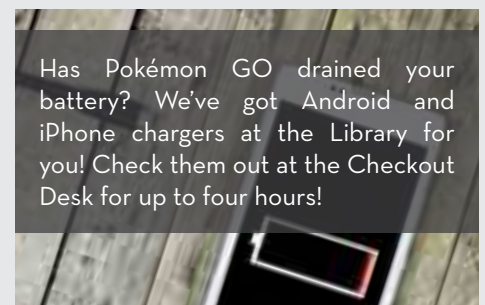 Has Pokémon GO drained your
battery? We've got Android and
iPhone chargers at the Library for
you! Check them out at the Checkout
Desk for up to four hours!